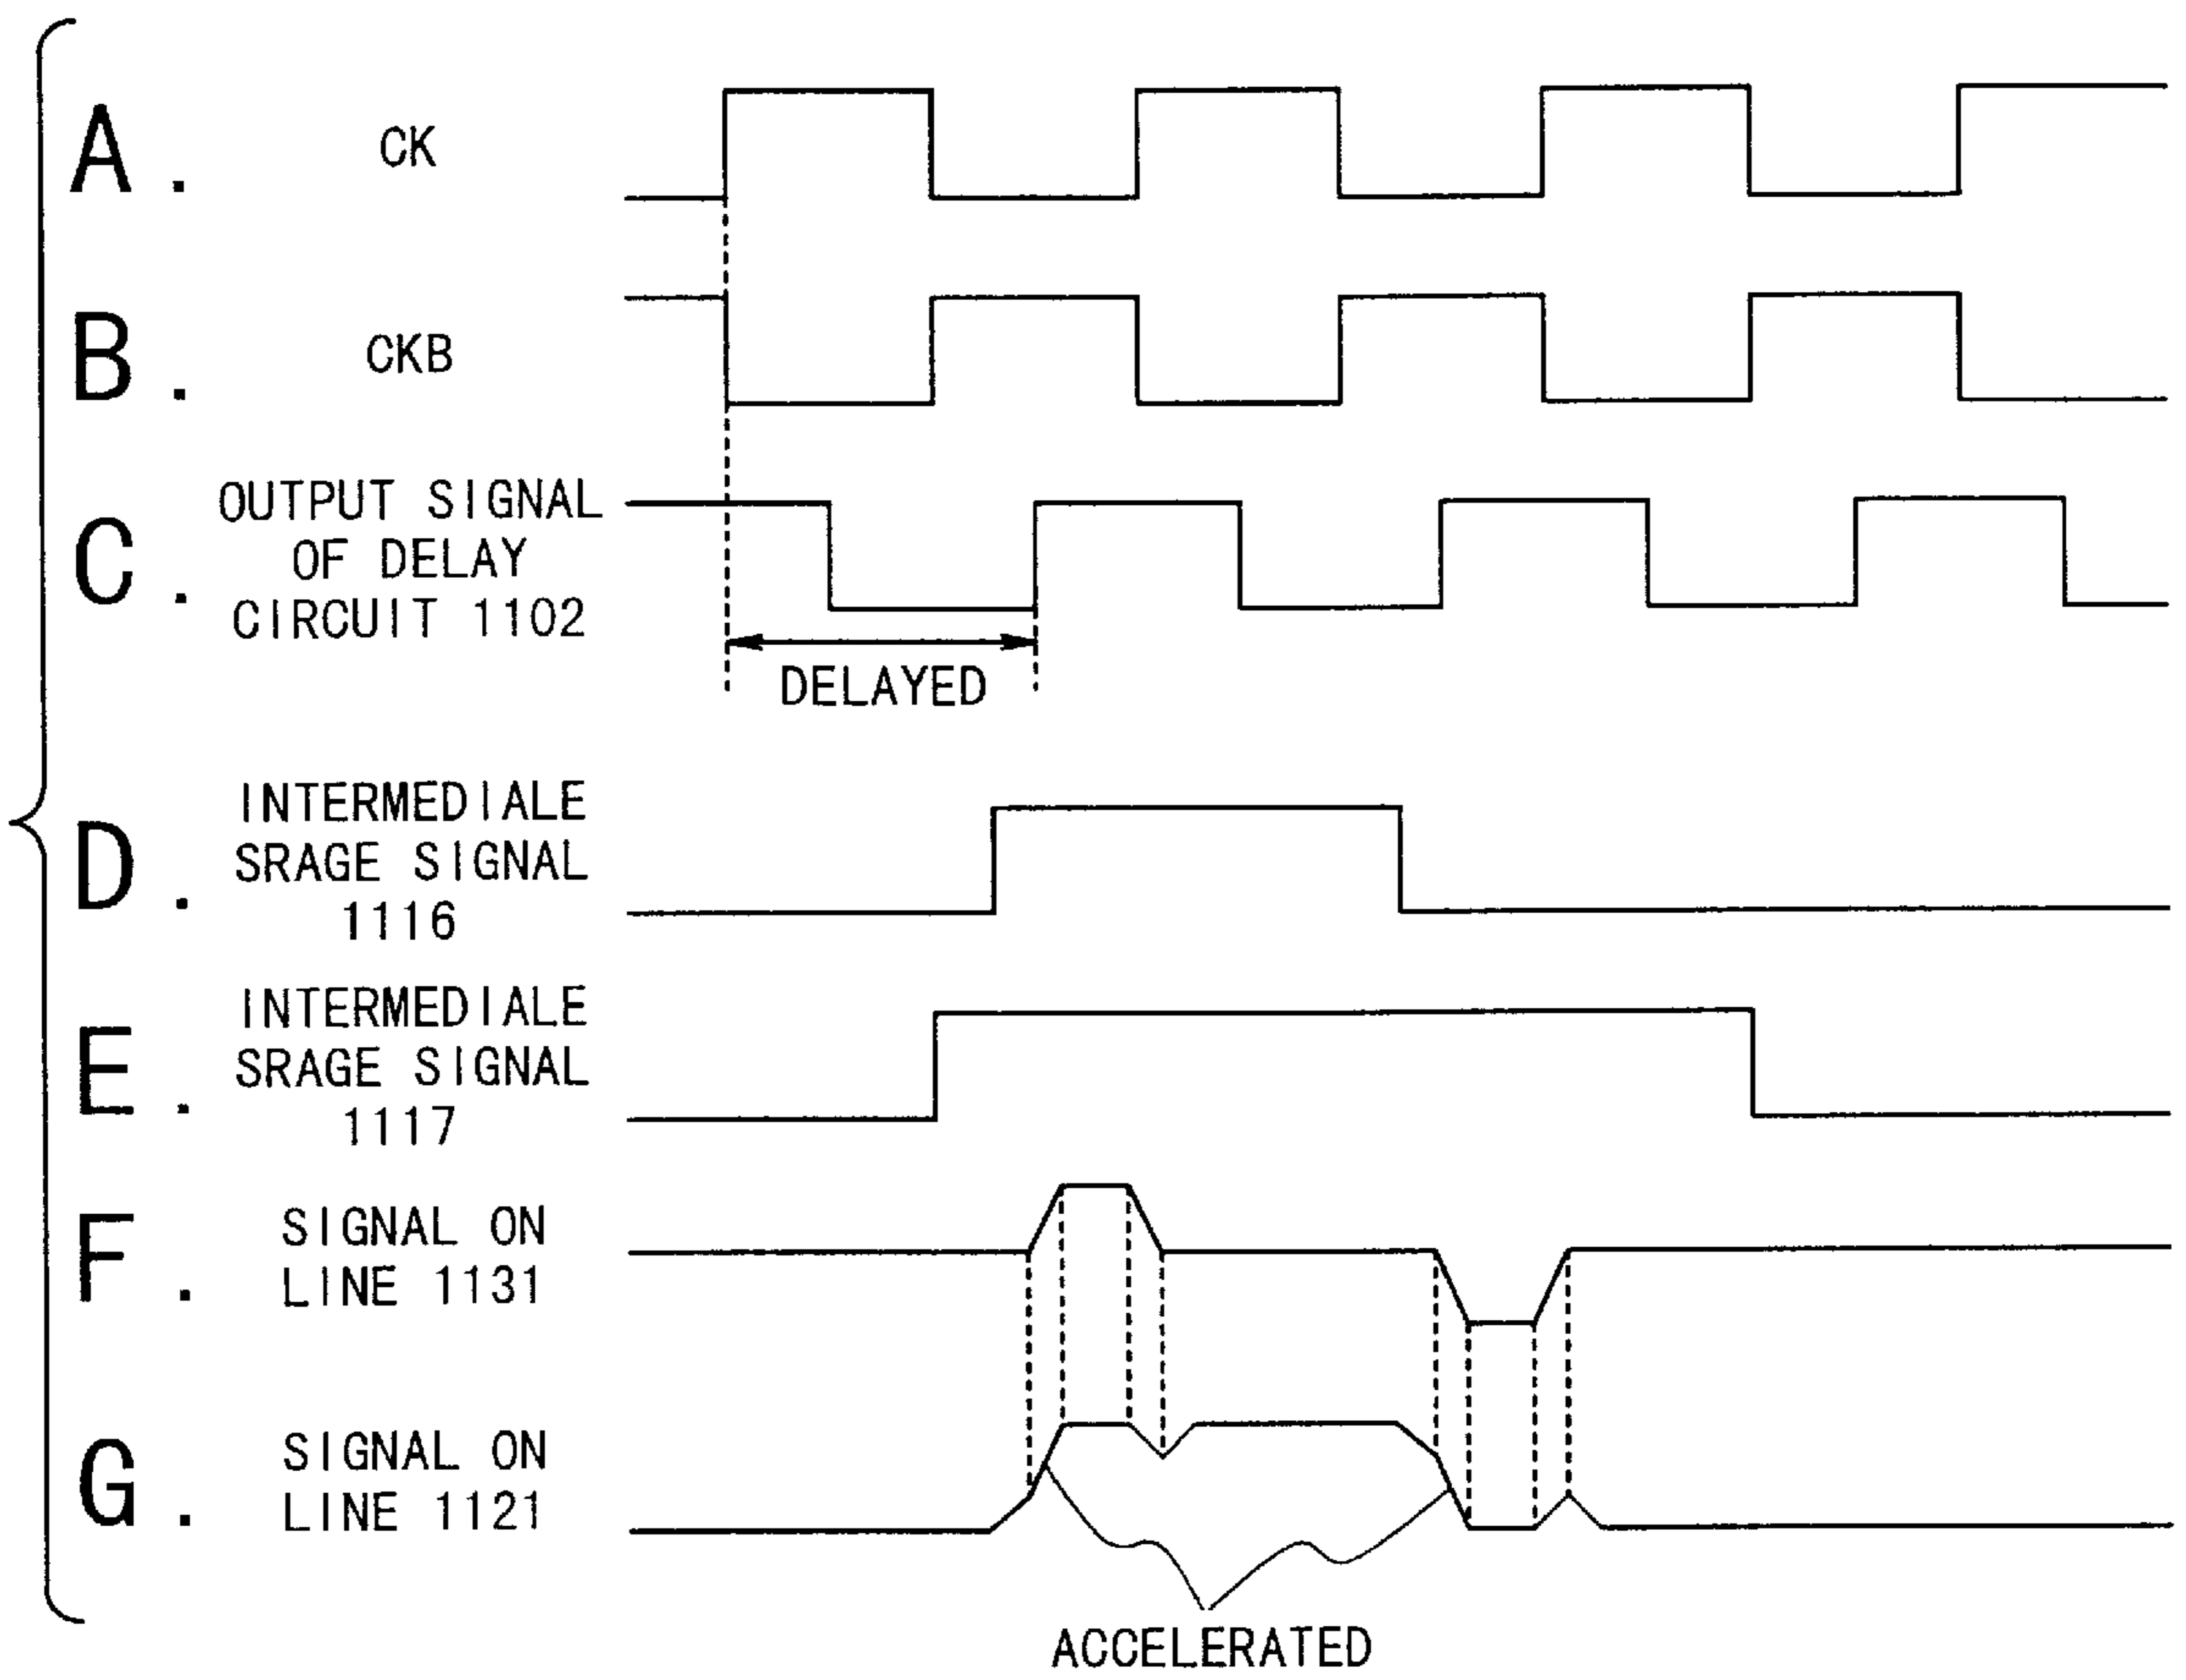 A. CK
B. CKB
C. OUTPUT SIGNAL
OF DELAY
CIRCUIT 1102
DELAYED
D. INTERMEDIALE
SRAGE SIGNAL
1116
E. INTERMEDIALE
SRAGE SIGNAL
1117
F. SIGNAL ON
LINE 1131
G. SIGNAL ON
LINE 1121
ACCELERATED